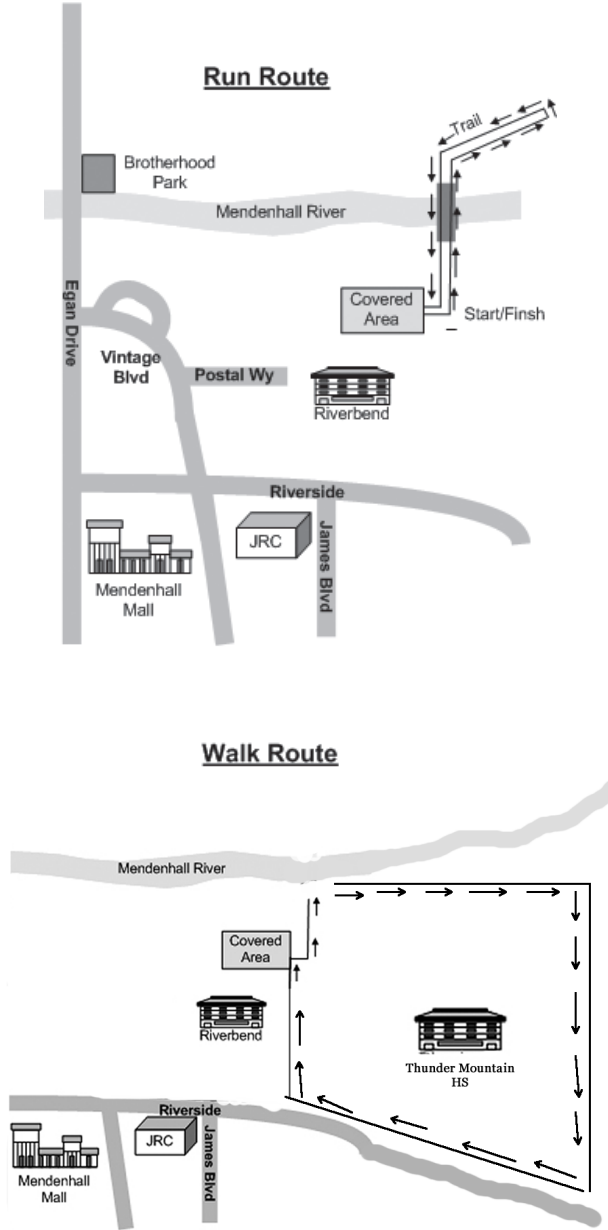 Run Route
Trail
Brotherhood
Park
Mendenhall River
Egan Drive
Covered
Area
Start/Finsh
Vintage
Blvd
Postal Wy
Riverbend
Riverside
JRC
James Blvd
Mendenhall
Mall
Walk Route
Mendenhall River
Covered
Area
Riverbend
Thunder Mountain
HS
Riverside
JRC
James Blvd
Mendenhall
Mall